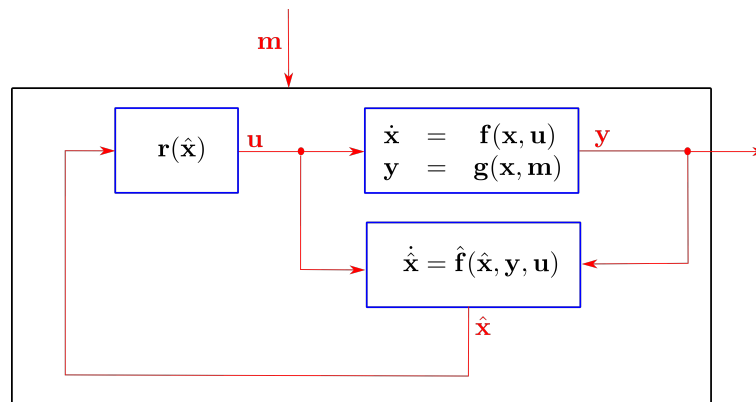 m
r(x̂)
u
ẋ = f(x, u)
y = g(x, m)
y
x̂̇ = f̂(x̂, y, u)
x̂